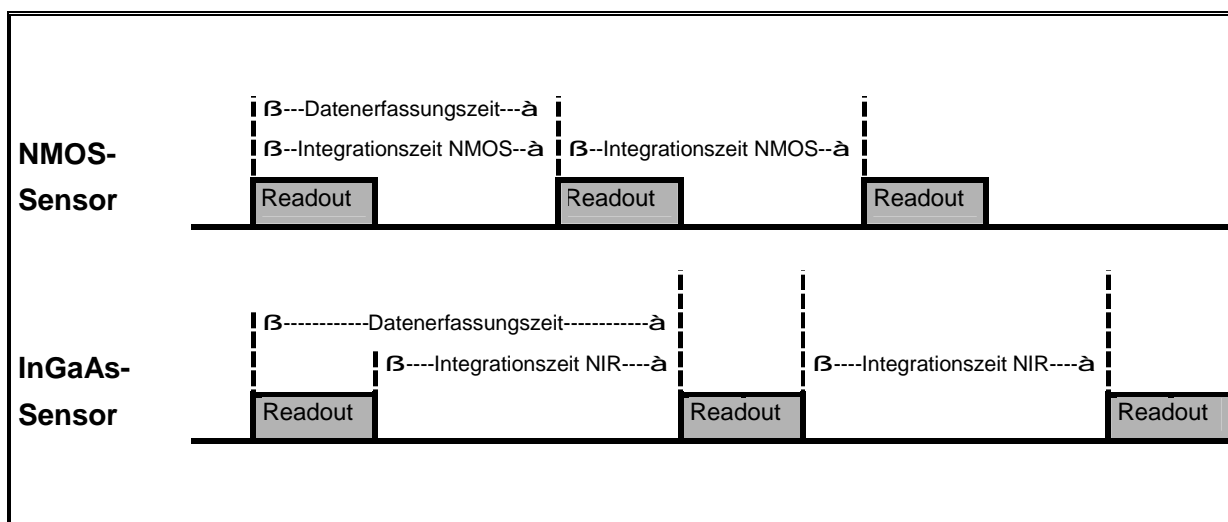 ß---Datenerfassungszeit---à
NMOS-
ß--Integrationszeit NMOS--à ß--Integrationszeit NMOS--à
Sensor
Readout Readout Readout
ß------------Datenerfassungszeit------------à
InGaAs-
ß----Integrationszeit NIR----à ß----Integrationszeit NIR----à
Sensor
Readout Readout Readout